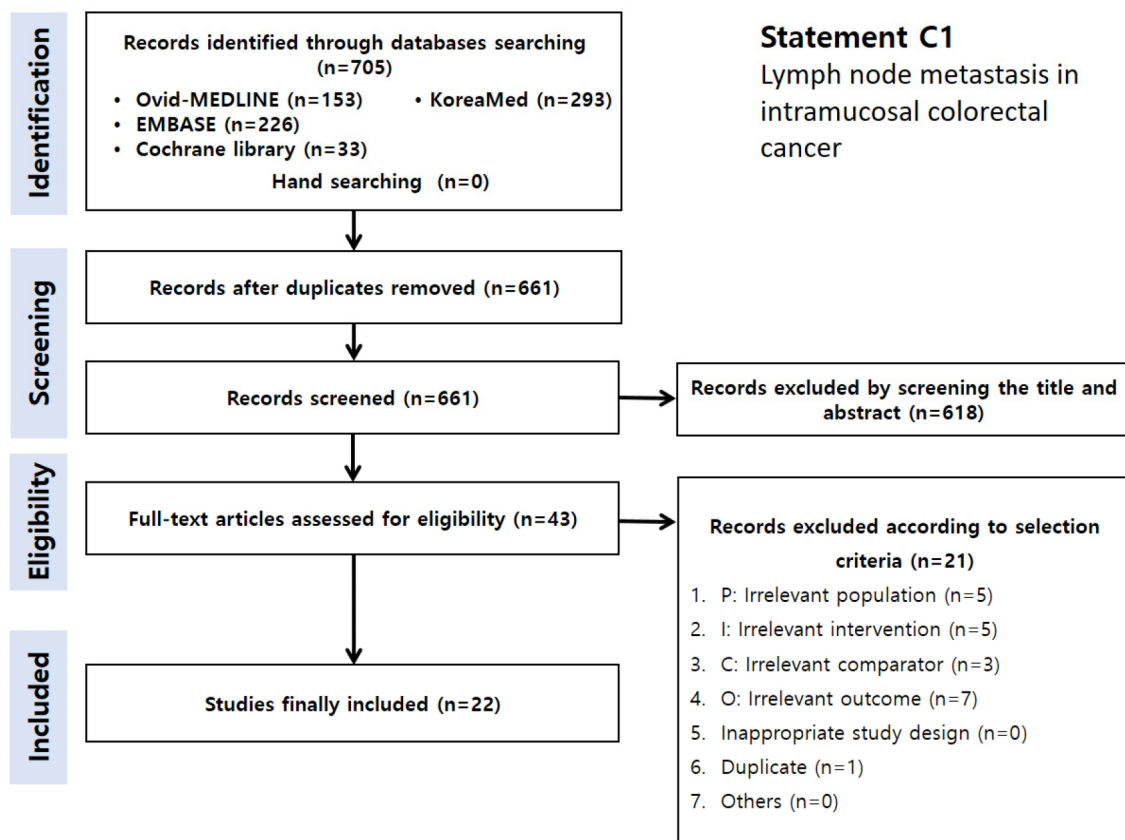 Statement C1
Lymph node metastasis in
intramucosal colorectal
cancer
Identification
Records identified through databases searching
(n=705)
• Ovid-MEDLINE (n=153)
• KoreaMed (n=293)
• EMBASE (n=226)
• Cochrane library (n=33)
Hand searching (n=0)
Screening
Records after duplicates removed (n=661)
Records screened (n=661)
Records excluded by screening the title and
abstract (n=618)
Eligibility
Full-text articles assessed for eligibility (n=43)
Records excluded according to selection
criteria (n=21)
1. P: Irrelevant population (n=5)
2. I: Irrelevant intervention (n=5)
3. C: Irrelevant comparator (n=3)
4. O: Irrelevant outcome (n=7)
5. Inappropriate study design (n=0)
6. Duplicate (n=1)
7. Others (n=0)
Included
Studies finally included (n=22)